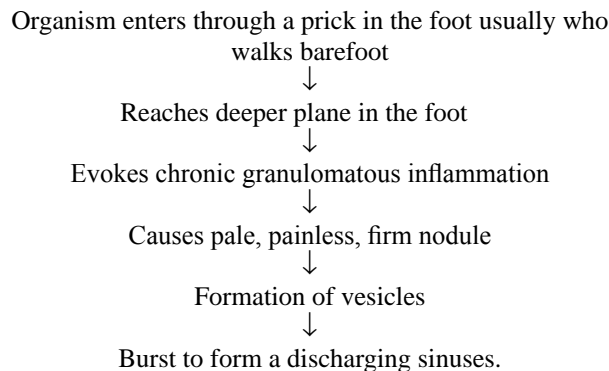 Organism enters through a prick in the foot usually who
walks barefoot
↓
Reaches deeper plane in the foot
↓
Evokes chronic granulomatous inflammation
↓
Causes pale, painless, firm nodule
↓
Formation of vesicles
↓
Burst to form a discharging sinuses.